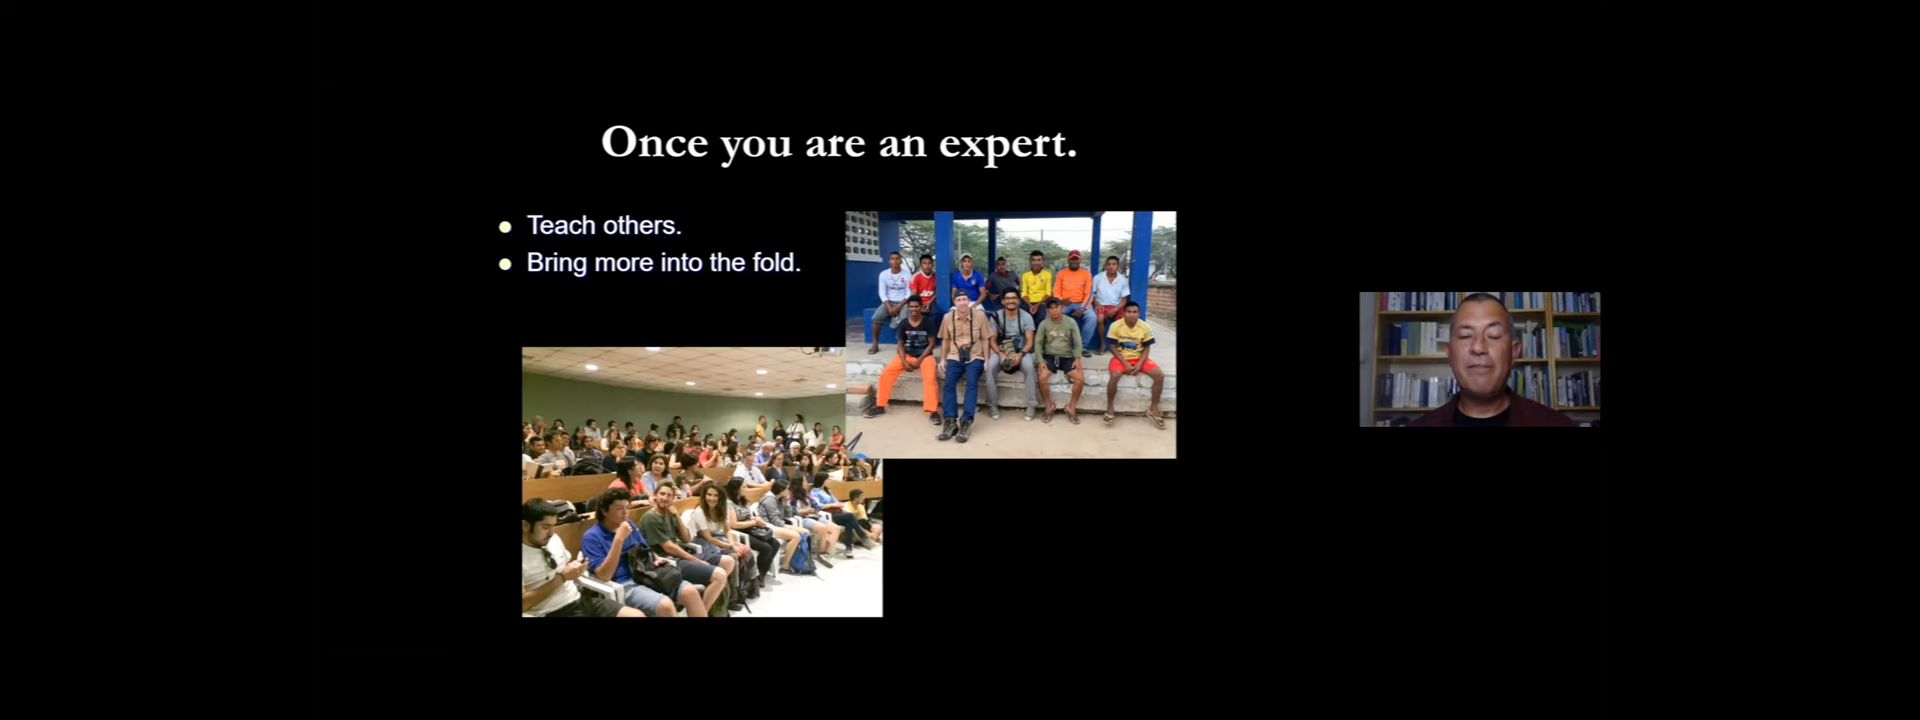 Once you are an expert.
Teach others.
Bring more into the fold.